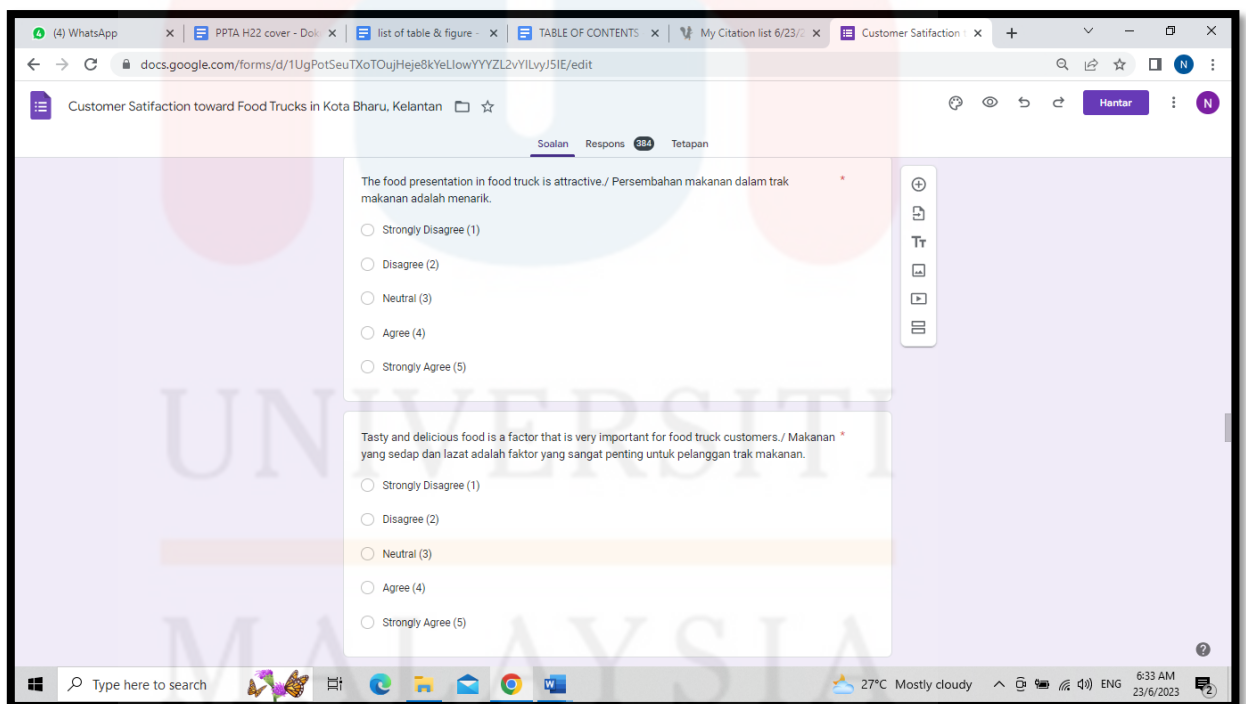 (4) WhatsApp
PPTA H22 cover - Dok
list of table & figure -
TABLE OF CONTENTS
My Citation list 6/23/2
Customer Satifaction
docs.google.com/forms/d/1UgPotSeuTXoTOujHeje8kYeLlowYYYZL2vYlLvyJ5IE/edit
N
Customer Satifaction toward Food Trucks in Kota Bharu, Kelantan
Hantar
N
Soalan Respons 384 Tetapan
The food presentation in food truck is attractive./ Persembahan makanan dalam trak *
makanan adalah menarik.
Strongly Disagree (1)
Disagree (2)
Neutral (3)
Agree (4)
Strongly Agree (5)
Tt
UNIVERSITI
Tasty and delicious food is a factor that is very important for food truck customers./ Makanan *
yang sedap dan lazat adalah faktor yang sangat penting untuk pelanggan trak makanan.
Strongly Disagree (1)
Disagree (2)
Neutral (3)
Agree (4)
Strongly Agree (5)
MALAYSIA
Type here to search
27°C Mostly cloudy
ENG
6:33 AM
23/6/2023
2